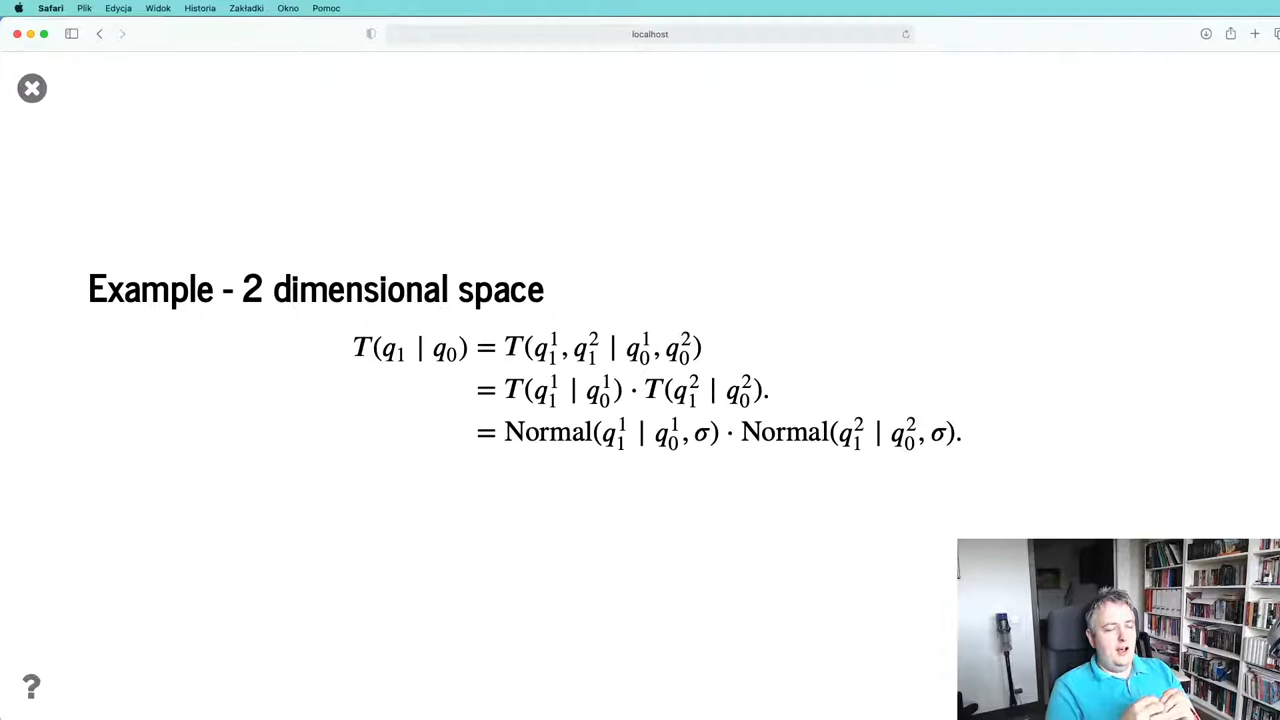 Safari Plik Edycja Widok Historia Zakładki Okno Pomoc
localhost
Example - 2 dimensional space
T(q₁ | q₀) = T(q₁¹, q₁² | q₀¹, q₀²)
= T(q₁¹ | q₀¹) · T(q₁² | q₀²).
= Normal(q₁¹ | q₀¹, σ) · Normal(q₁² | q₀², σ).
?